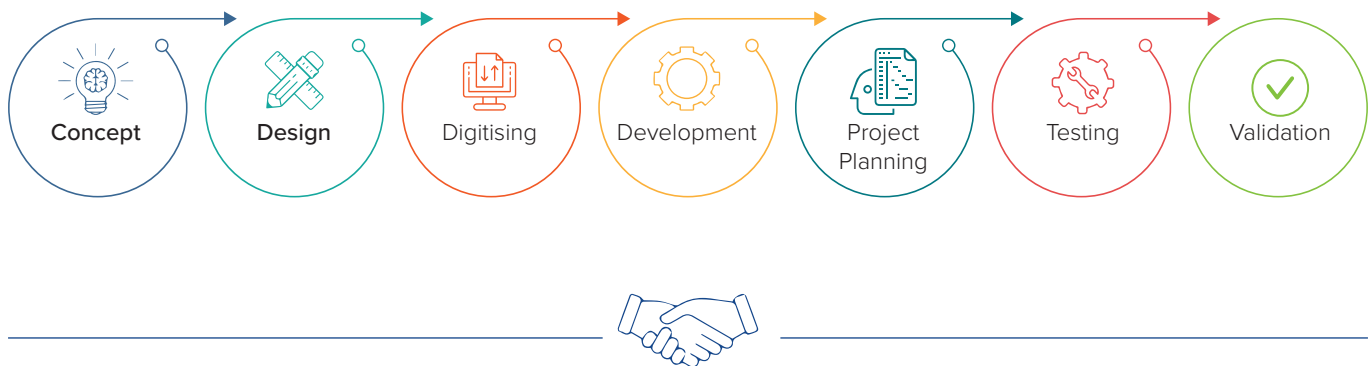 Concept
Design
Digitising
Development
Project
Planning
Testing
Validation